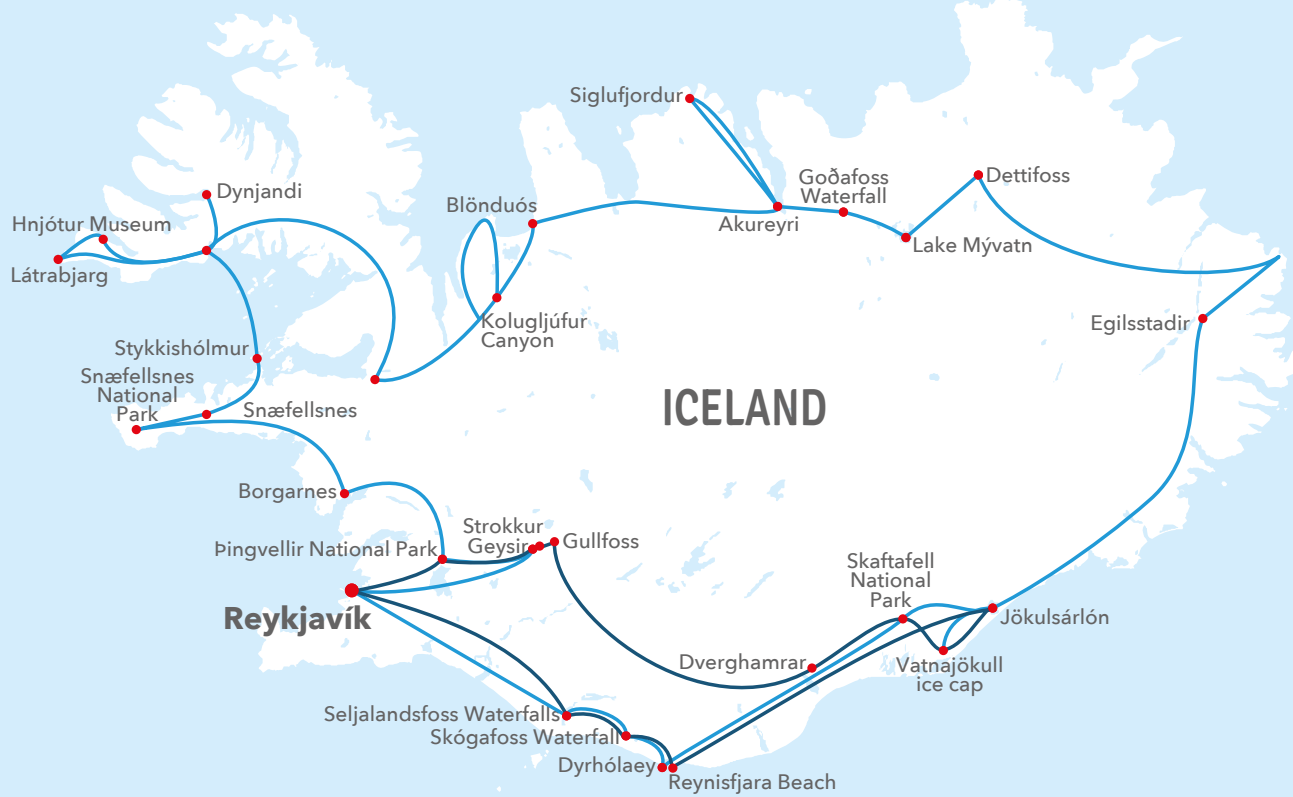 Siglufjordur
Dynjandi
Goðafoss
Waterfall
Dettifoss
Hnjótur Museum
Blönduós
Akureyri
Lake Mývatn
Látrabjarg
Kolugljúfur
Canyon
Egilsstadir
Stykkishólmur
Snæfellsnes
National
Park
Snæfellsnes
ICELAND
Borgarnes
Strokkur
Geysir
Gullfoss
Þingvellir National Park
Skaftafell
National
Park
Reykjavík
Jökulsárlón
Dverghamrar
Vatnajökull
ice cap
Seljalandsfoss Waterfalls
Skógafoss Waterfall
Dyrhólaey
Reynisfjara Beach